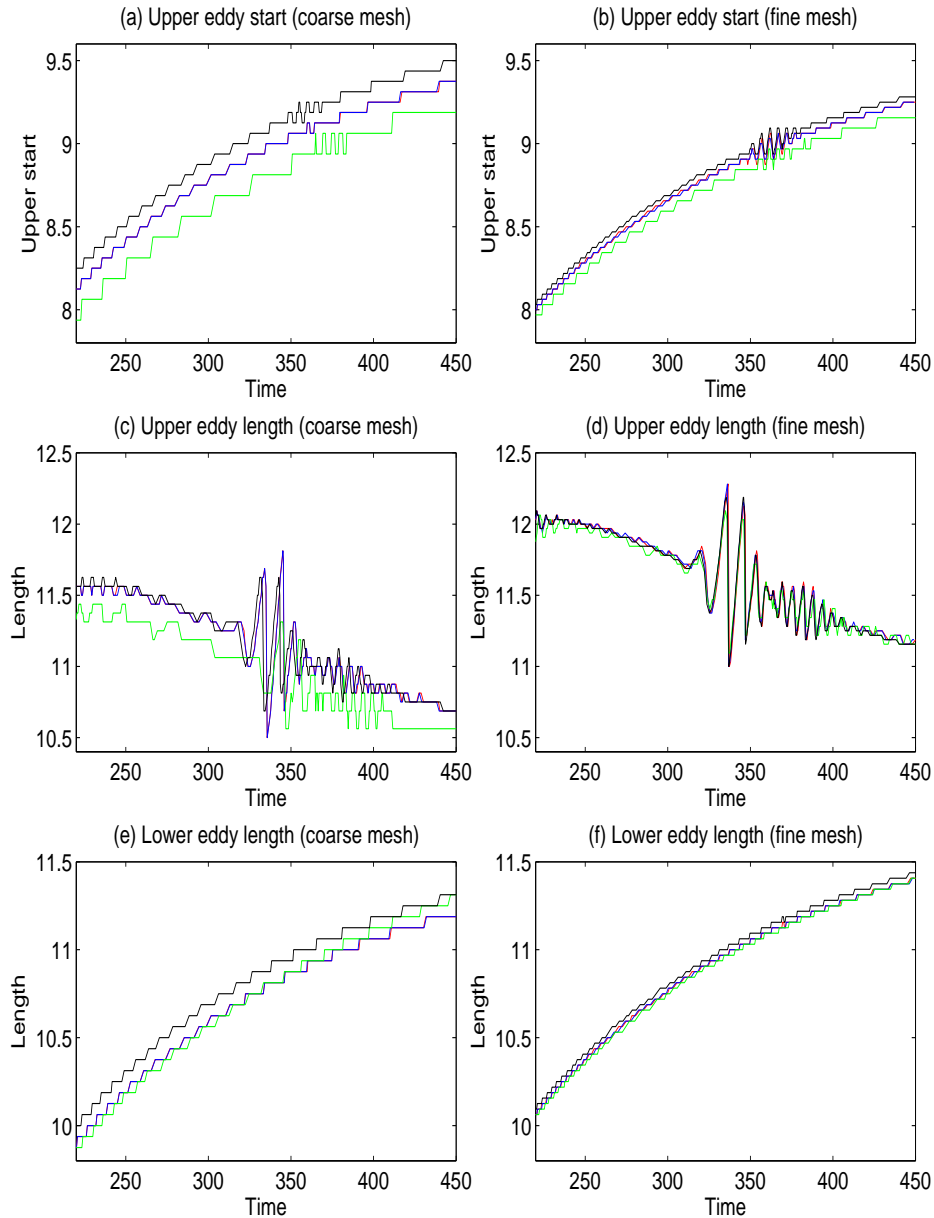 (a) Upper eddy start (coarse mesh)
9.5
9
8.5
8
Upper start
250 300 350 400 450
Time
(b) Upper eddy start (fine mesh)
9.5
9
8.5
8
Upper start
250 300 350 400 450
Time
(c) Upper eddy length (coarse mesh)
12.5
12
11.5
11
10.5
Length
250 300 350 400 450
Time
(d) Upper eddy length (fine mesh)
12.5
12
11.5
11
10.5
Length
250 300 350 400 450
Time
(e) Lower eddy length (coarse mesh)
11.5
11
10.5
10
Length
250 300 350 400 450
Time
(f) Lower eddy length (fine mesh)
11.5
11
10.5
10
Length
250 300 350 400 450
Time